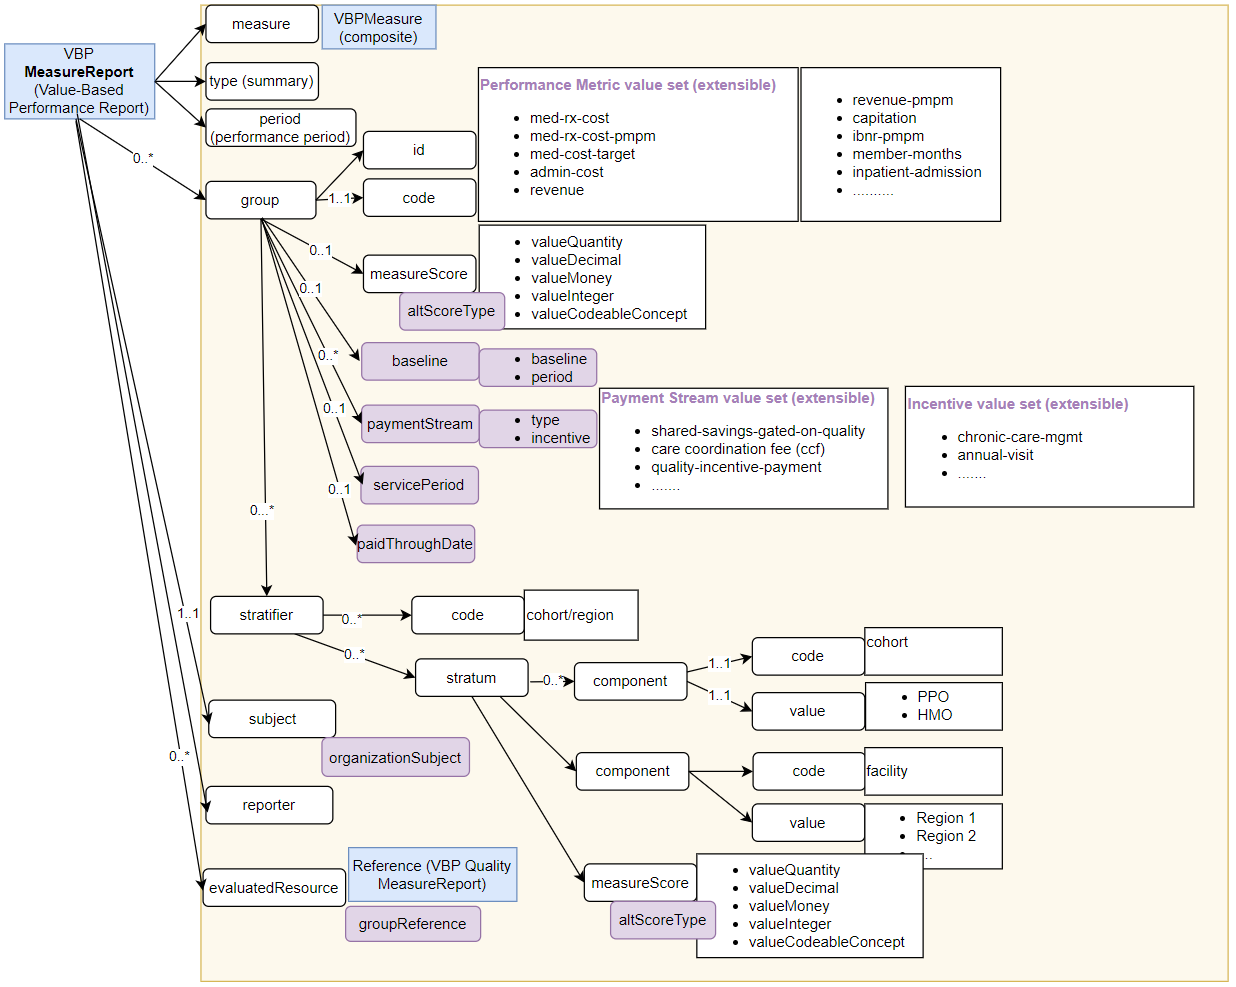 VBP
MeasureReport
(Value-Based
Performance Report)
measure
VBPMeasure
(composite)
type (summary)
period
(performance period)
0..*
group
id
1..1
code
Performance Metric value set (extensible)
• med-rx-cost
• med-rx-cost-pmpm
• med-cost-target
• admin-cost
• revenue
• revenue-pmpm
• capitation
• ibnr-pmpm
• member-months
• inpatient-admission
• ..........
0..1
measureScore
altScoreType
• valueQuantity
• valueDecimal
• valueMoney
• valueInteger
• valueCodeableConcept
0..1
baseline
• baseline
• period
0..*
paymentStream
• type
• incentive
Payment Stream value set (extensible)
• shared-savings-gated-on-quality
• care coordination fee (ccf)
• quality-incentive-payment
• .......
Incentive value set (extensible)
• chronic-care-mgmt
• annual-visit
• .......
0..1
servicePeriod
0..1
paidThroughDate
0...*
stratifier
0..*
code
cohort/region
0..*
stratum
0..*
component
1..1
code
cohort
1..1
value
• PPO
• HMO
component
code
facility
value
• Region 1
• Region 2
...
measureScore
altScoreType
• valueQuantity
• valueDecimal
• valueMoney
• valueInteger
• valueCodeableConcept
1..1
subject
organizationSubject
reporter
0..*
evaluatedResource
Reference (VBP Quality
MeasureReport)
groupReference